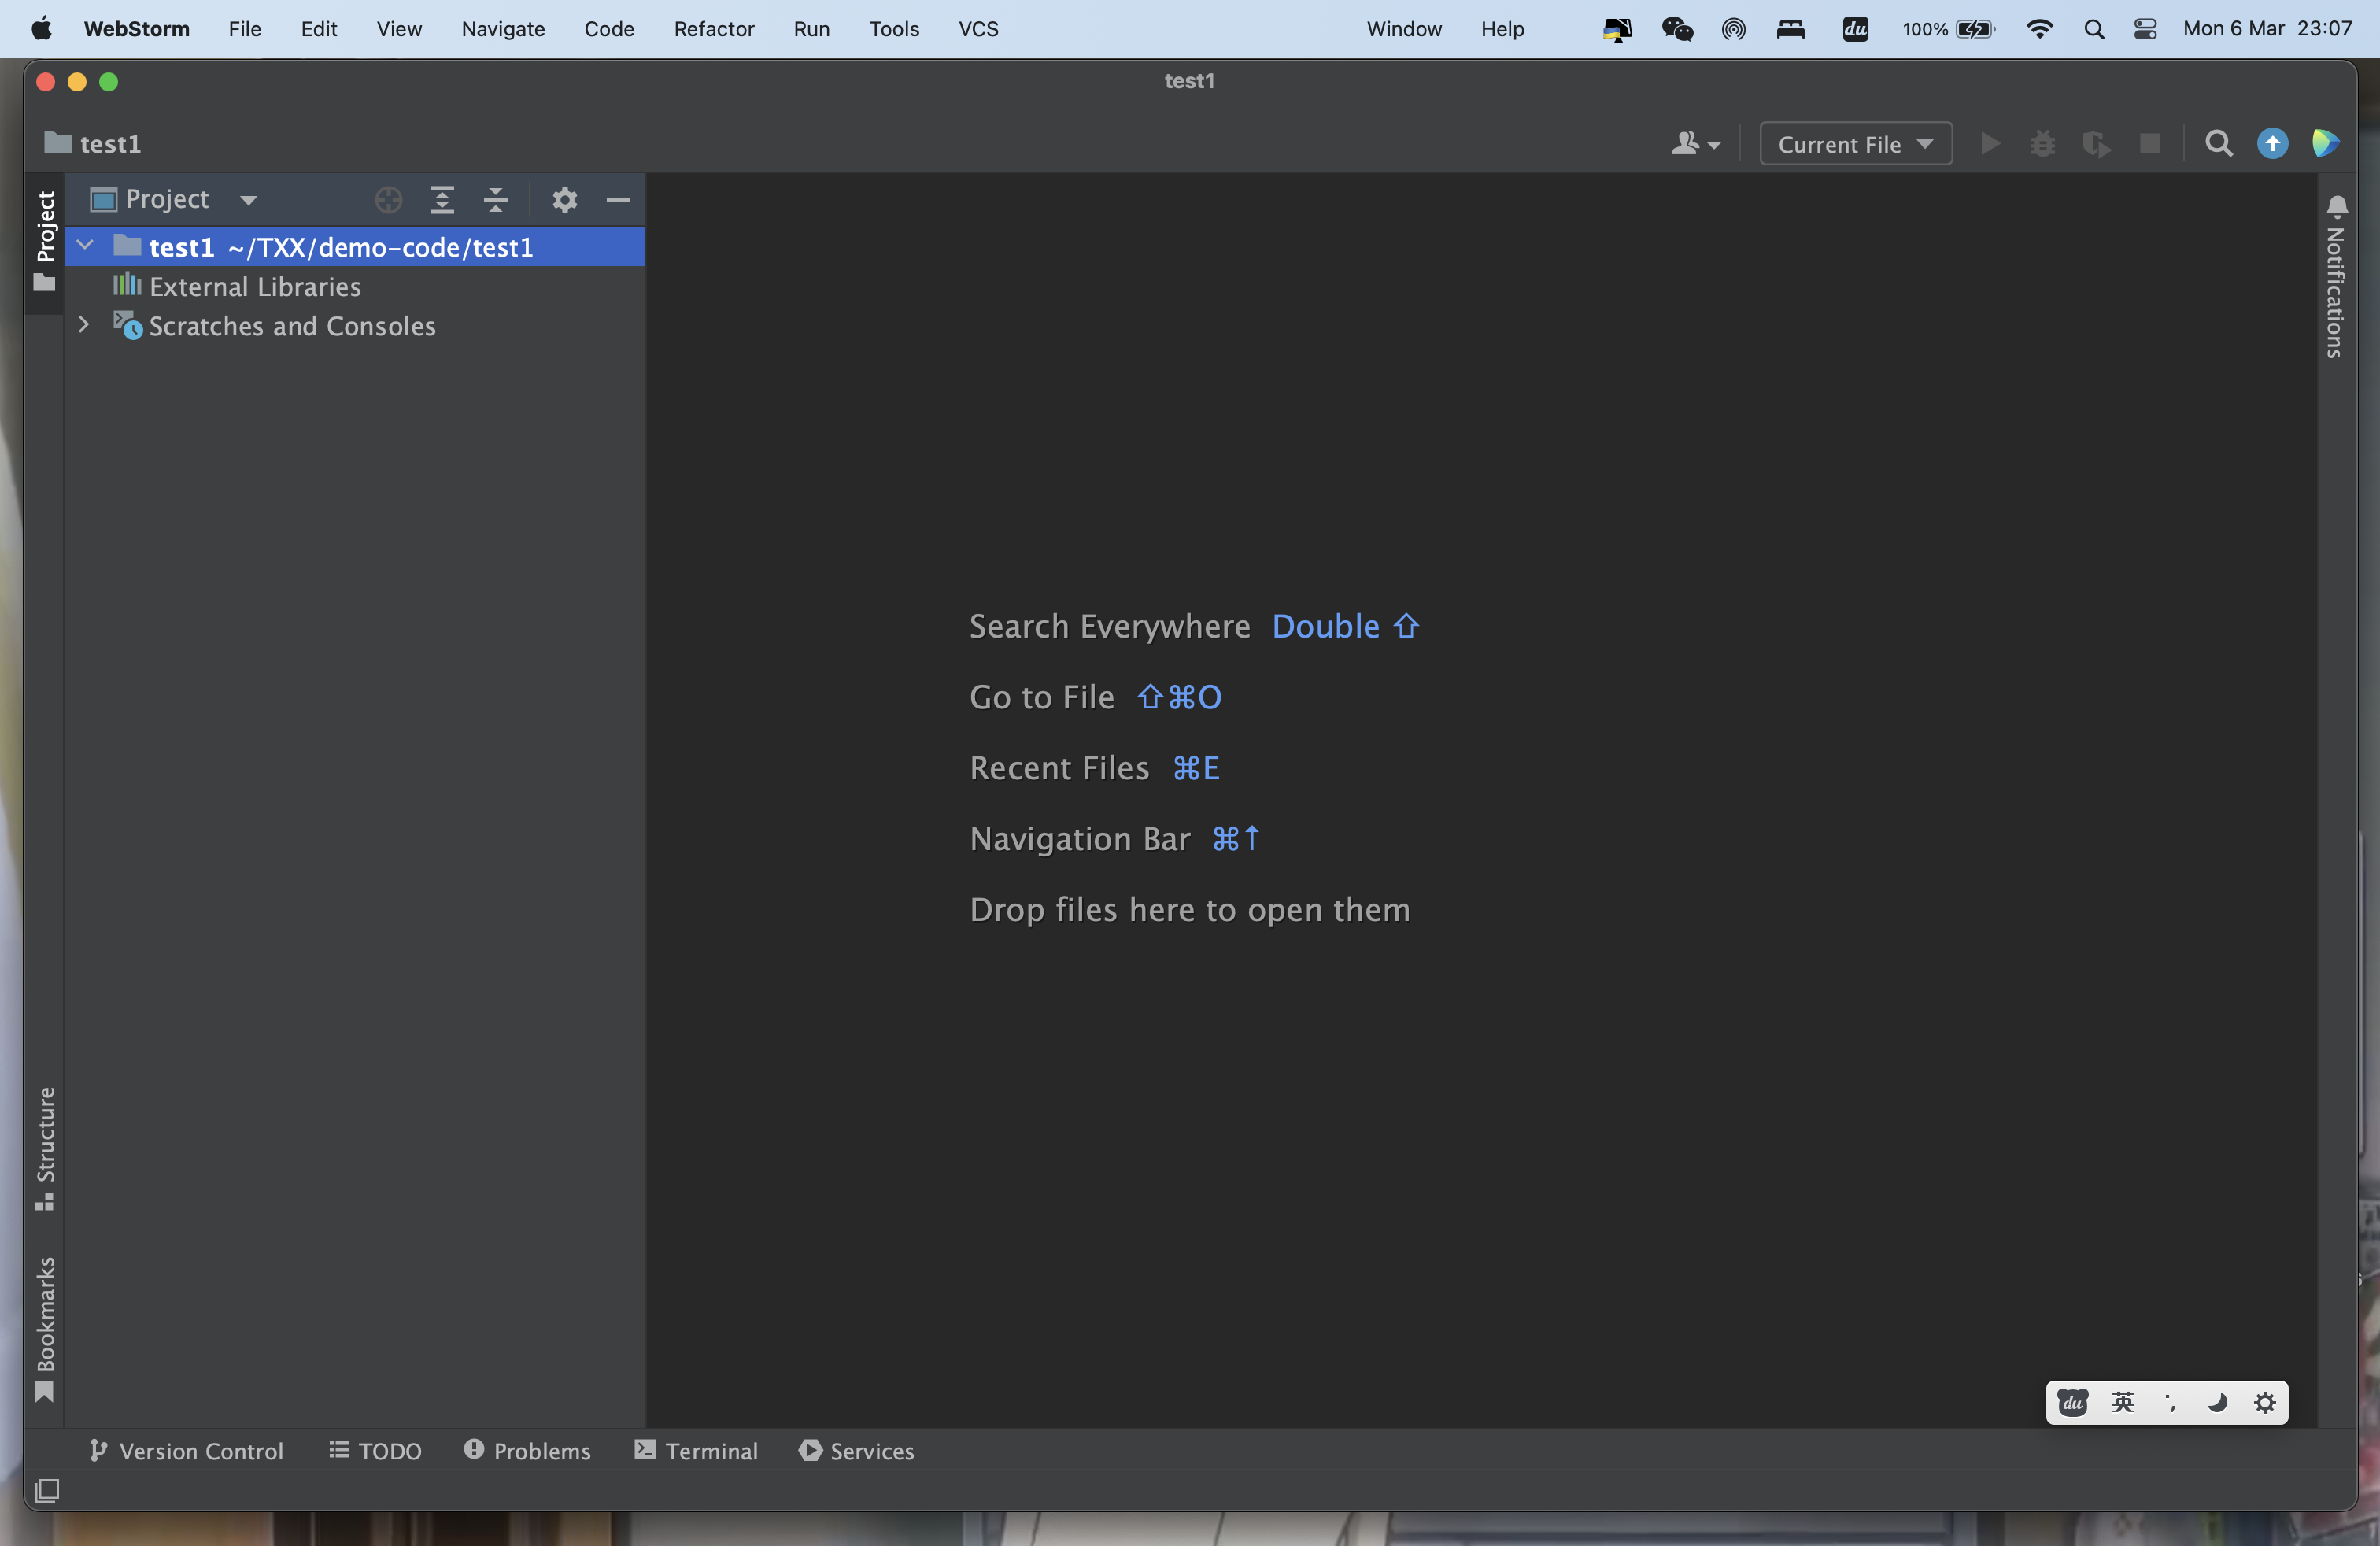 WebStorm File Edit View Navigate Code Refactor Run Tools VCS Window Help du 100% Mon 6 Mar 23:07
test1
test1 Current File
Project
Project
test1 ~/TXX/demo-code/test1
External Libraries
Scratches and Consoles
Notifications
Search Everywhere Double ⇧
Go to File ⇧⌘O
Recent Files ⌘E
Navigation Bar ⌘↑
Drop files here to open them
Structure
Bookmarks
du 英 ·,
Version Control TODO Problems Terminal Services